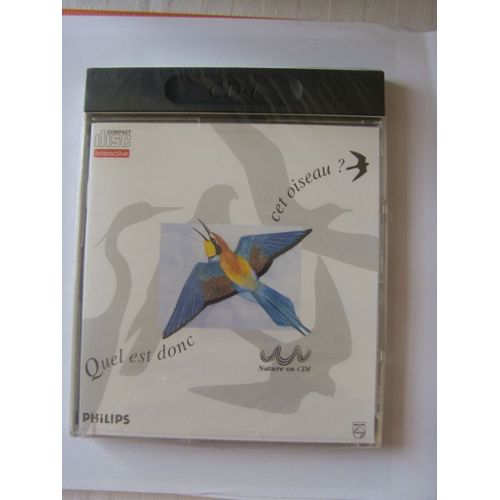 CD-I
COMPACT
disc
Interactive
cet oiseau ?
Quel est donc
Nature on CDI
PHILIPS